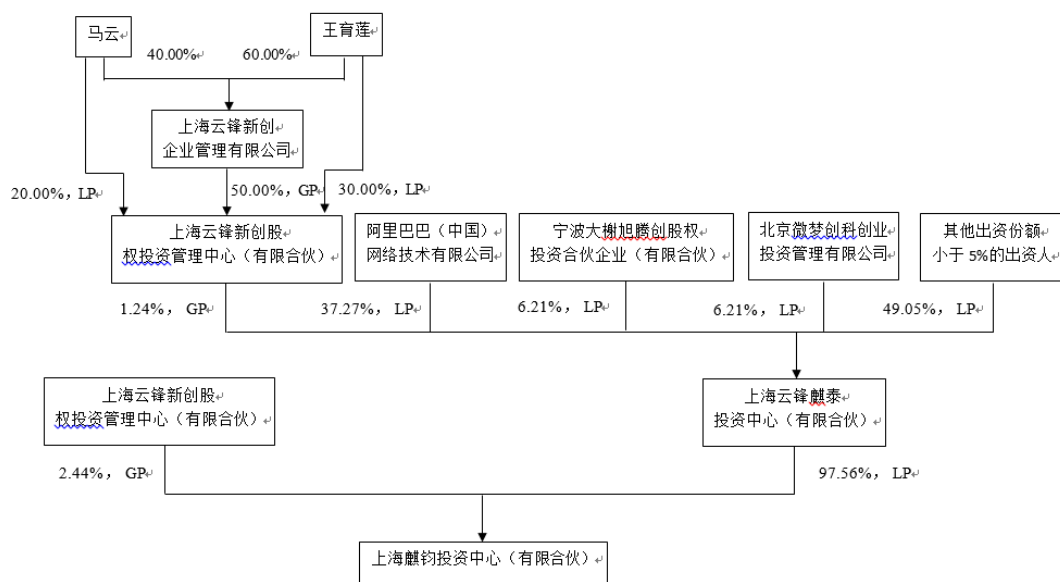 马云
王育莲
40.00%
60.00%
上海云锋新创
企业管理有限公司
20.00%，LP
50.00%，GP
30.00%，LP
上海云锋新创股
权投资管理中心（有限合伙）
阿里巴巴（中国）
网络技术有限公司
宁波大榭旭腾创股权
投资合伙企业（有限合伙）
北京微梦创科创业
投资管理有限公司
其他出资份额
小于 5%的出资人
1.24%， GP
37.27%， LP
6.21%， LP
6.21%， LP
49.05%， LP
上海云锋新创股
权投资管理中心（有限合伙）
上海云锋麒泰
投资中心（有限合伙）
2.44%， GP
97.56%， LP
上海麒钧投资中心（有限合伙）